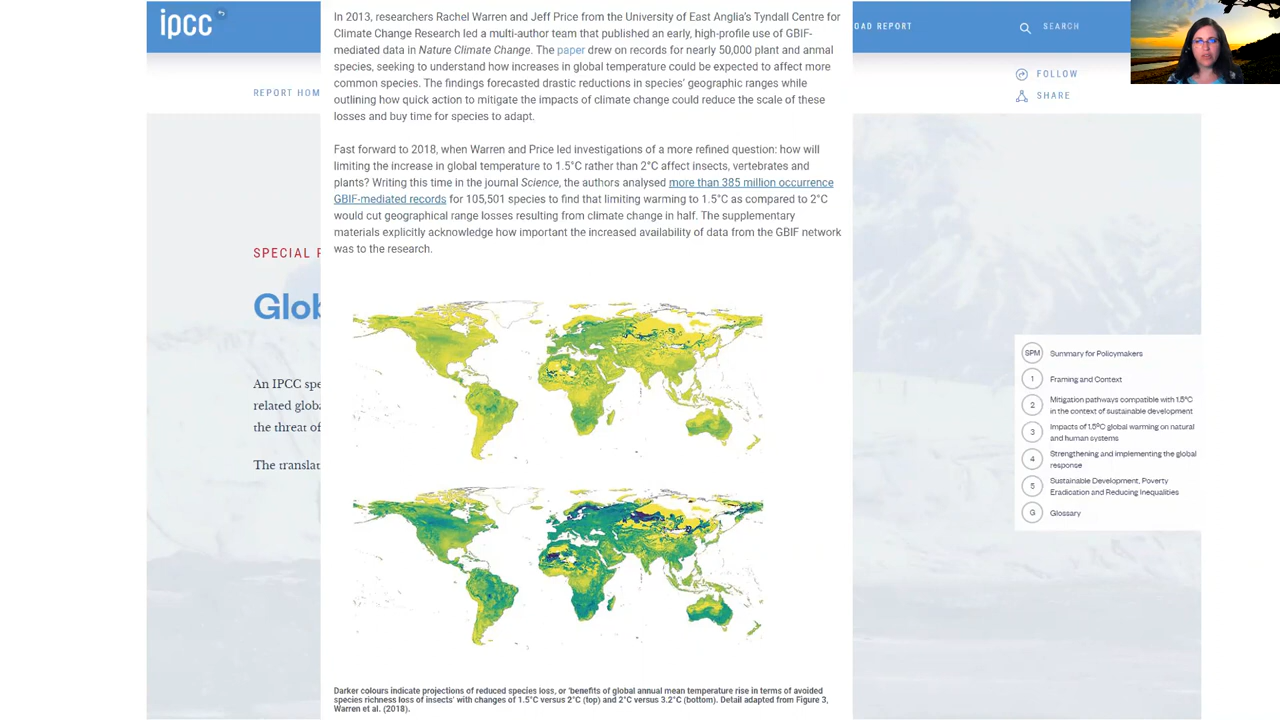 ipcc
OAD REPORT
SEARCH
FOLLOW
SHARE
REPORT HOM
In 2013, researchers Rachel Warren and Jeff Price from the University of East Anglia's Tyndall Centre for
Climate Change Research led a multi-author team that published an early, high-profile use of GBIF-
mediated data in Nature Climate Change. The paper drew on records for nearly 50,000 plant and anmal
species, seeking to understand how increases in global temperature could be expected to affect more
common species. The findings forecasted drastic reductions in species' geographic ranges while
outlining how quick action to mitigate the impacts of climate change could reduce the scale of these
losses and buy time for species to adapt.
Fast forward to 2018, when Warren and Price led investigations of a more refined question: how will
limiting the increase in global temperature to 1.5°C rather than 2°C affect insects, vertebrates and
plants? Writing this time in the journal Science, the authors analysed more than 385 million occurrence
GBIF-mediated records for 105,501 species to find that limiting warming to 1.5°C as compared to 2°C
would cut geographical range losses resulting from climate change in half. The supplementary
materials explicitly acknowledge how important the increased availability of data from the GBIF network
was to the research.
SPECIAL R
Glob
An IPCC spe
related globa
the threat of
The translat
SPM Summary for Policymakers
1 Framing and Context
2 Mitigation pathways compatible with 1.5°C
in the context of sustainable development
3 Impacts of 1.5°C global warming on natural
and human systems
4 Strengthening and implementing the global
response
5 Sustainable Development, Poverty
Eradication and Reducing Inequalities
G Glossary
Darker colours indicate projections of reduced species loss, or 'benefits of global annual mean temperature rise in terms of avoided
species richness loss of insects' with changes of 1.5°C versus 2°C (top) and 2°C versus 3.2°C (bottom). Detail adapted from Figure 3,
Warren et al. (2018).